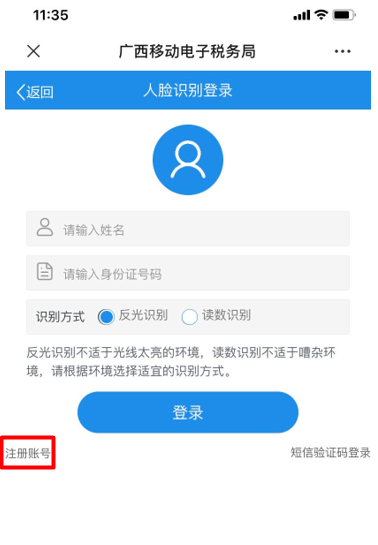 11:35
广西移动电子税务局
返回
人脸识别登录
请输入姓名
请输入身份证号码
识别方式 反光识别 读数识别
反光识别不适于光线太亮的环境，读数识别不适于嘈杂环
境，请根据环境选择适宜的识别方式。
登录
注册账号 短信验证码登录